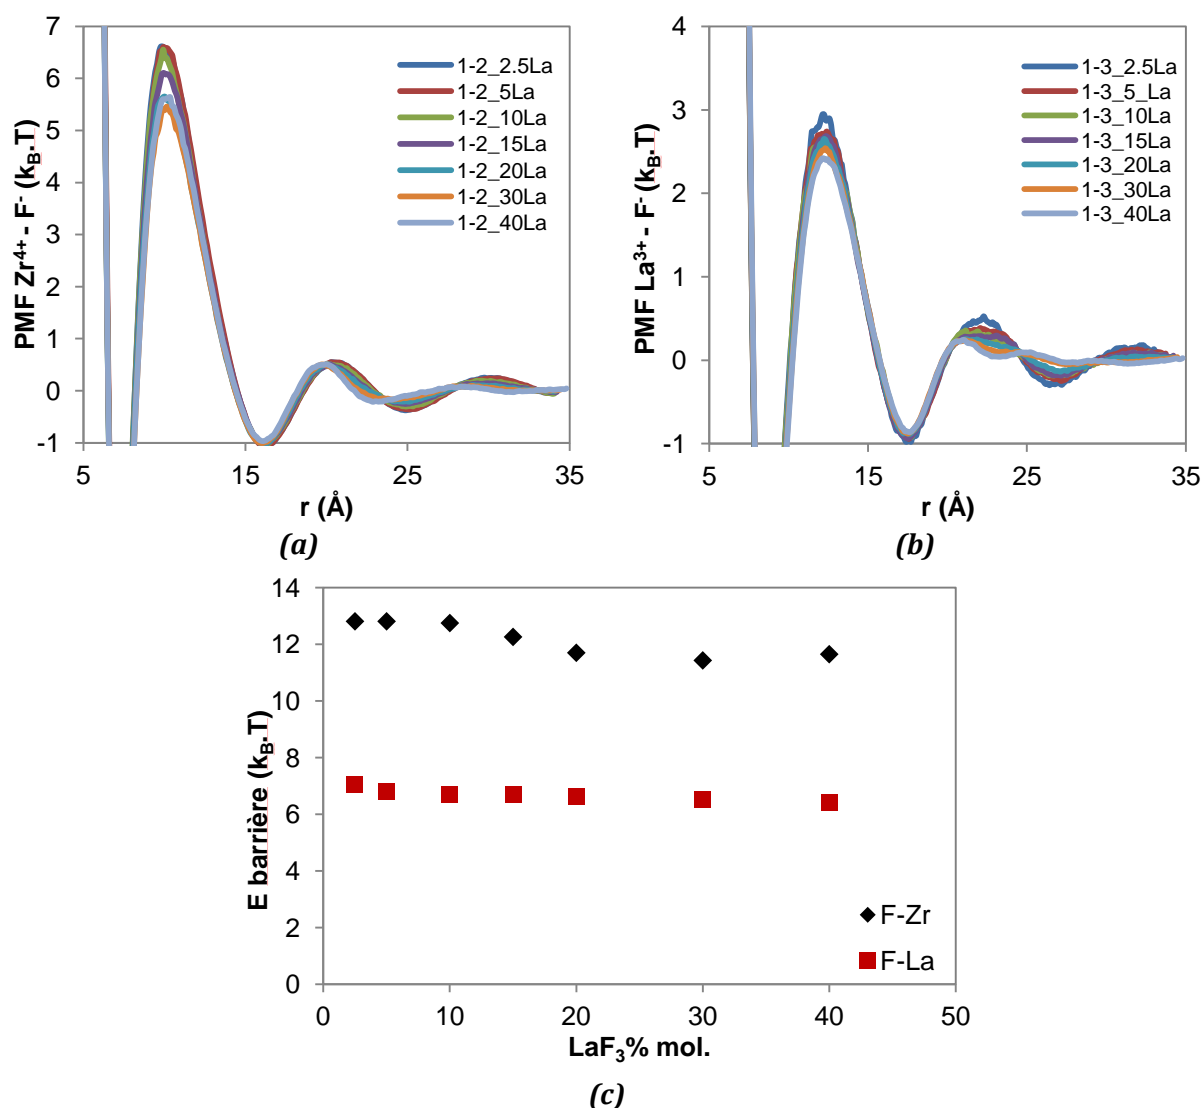 7
6
5
4
3
2
1
0
-1
PMF Zr⁴⁺ - F⁻ (k_B.T)
1-2_2.5La
1-2_5La
1-2_10La
1-2_15La
1-2_20La
1-2_30La
1-2_40La
5 15 25 35
r (Å)
(a)
4
3
2
1
0
-1
PMF La³⁺ - F⁻ (k_B.T)
1-3_2.5La
1-3_5_La
1-3_10La
1-3_15La
1-3_20La
1-3_30La
1-3_40La
5 15 25 35
r (Å)
(b)
14
12
10
8
6
4
2
0
E barrière (k_B.T)
F-Zr
F-La
0 10 20 30 40 50
LaF₃% mol.
(c)